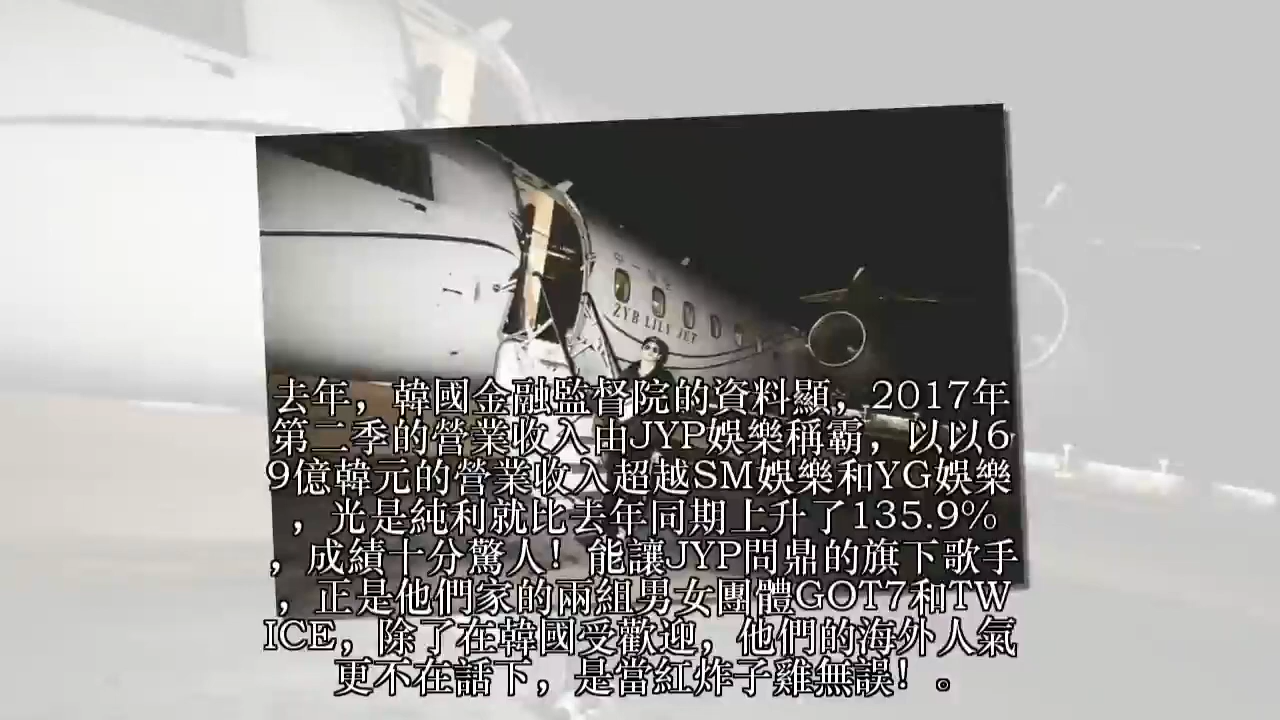 ZYB LILY JET
去年，韓國金融監督院的資料顯，2017年
第二季的營業收入由JYP娛樂稱霸，以以6
9億韓元的營業收入超越SM娛樂和YG娛樂
，光是純利就比去年同期上升了135.9%
，成績十分驚人！能讓JYP問鼎的旗下歌手
，正是他們家的兩組男女團體GOT7和TW
ICE，除了在韓國受歡迎，他們的海外人氣
更不在話下，是當紅炸子雞無誤！。